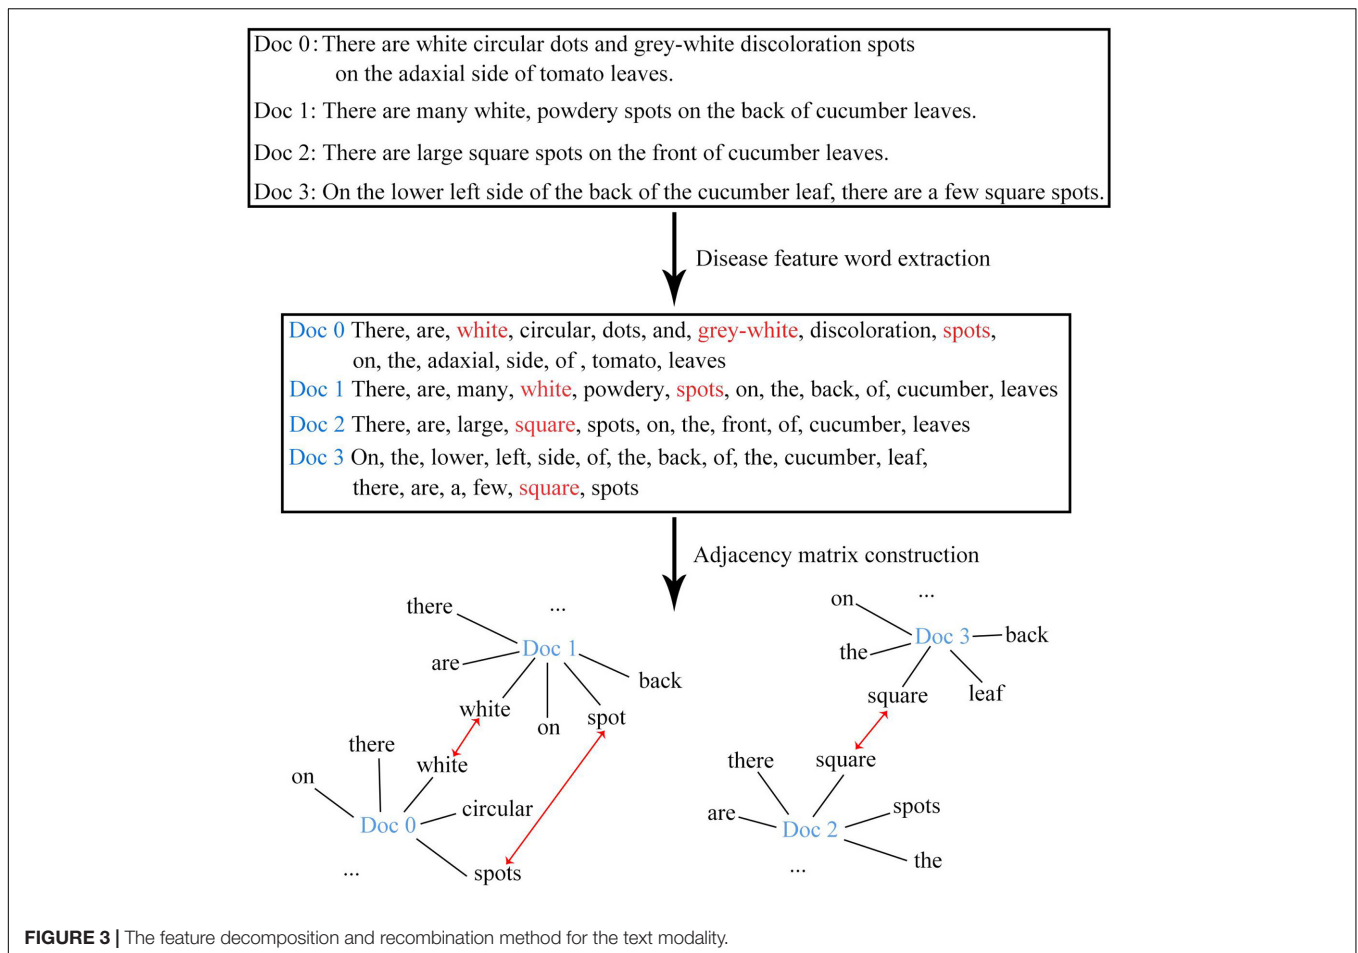 Doc 0: There are white circular dots and grey-white discoloration spots
on the adaxial side of tomato leaves.
Doc 1: There are many white, powdery spots on the back of cucumber leaves.
Doc 2: There are large square spots on the front of cucumber leaves.
Doc 3: On the lower left side of the back of the cucumber leaf, there are a few square spots.
Disease feature word extraction
Doc 0 There, are, white, circular, dots, and, grey-white, discoloration, spots,
on, the, adaxial, side, of , tomato, leaves
Doc 1 There, are, many, white, powdery, spots, on, the, back, of, cucumber, leaves
Doc 2 There, are, large, square, spots, on, the, front, of, cucumber, leaves
Doc 3 On, the, lower, left, side, of, the, back, of, the, cucumber, leaf,
there, are, a, few, square, spots
Adjacency matrix construction
there
...
Doc 1
are
back
white
on
spot
there
white
on
circular
Doc 0
...
spots
on
...
Doc 3
back
the
square
leaf
there
square
are
spots
Doc 2
the
...
FIGURE 3 | The feature decomposition and recombination method for the text modality.